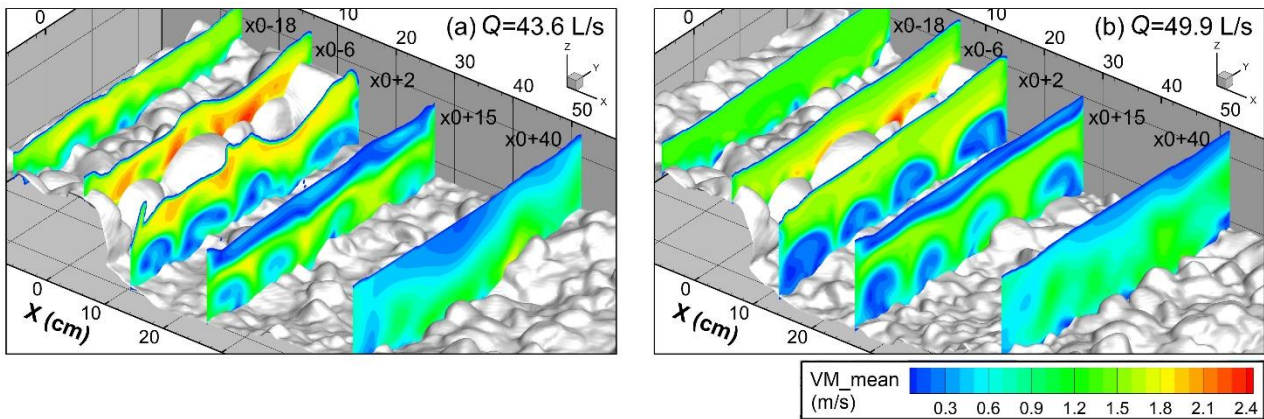 (a) Q=43.6 L/s
0
10
20
30
40
50
x0-18
x0-6
x0+2
x0+15
x0+40
Z
Y
X
0
10
20
X (cm)
(b) Q=49.9 L/s
0
10
20
30
40
50
x0-18
x0-6
x0+2
x0+15
x0+40
Z
Y
X
0
10
20
X (cm)
VM_mean
(m/s)
0.3 0.6 0.9 1.2 1.5 1.8 2.1 2.4